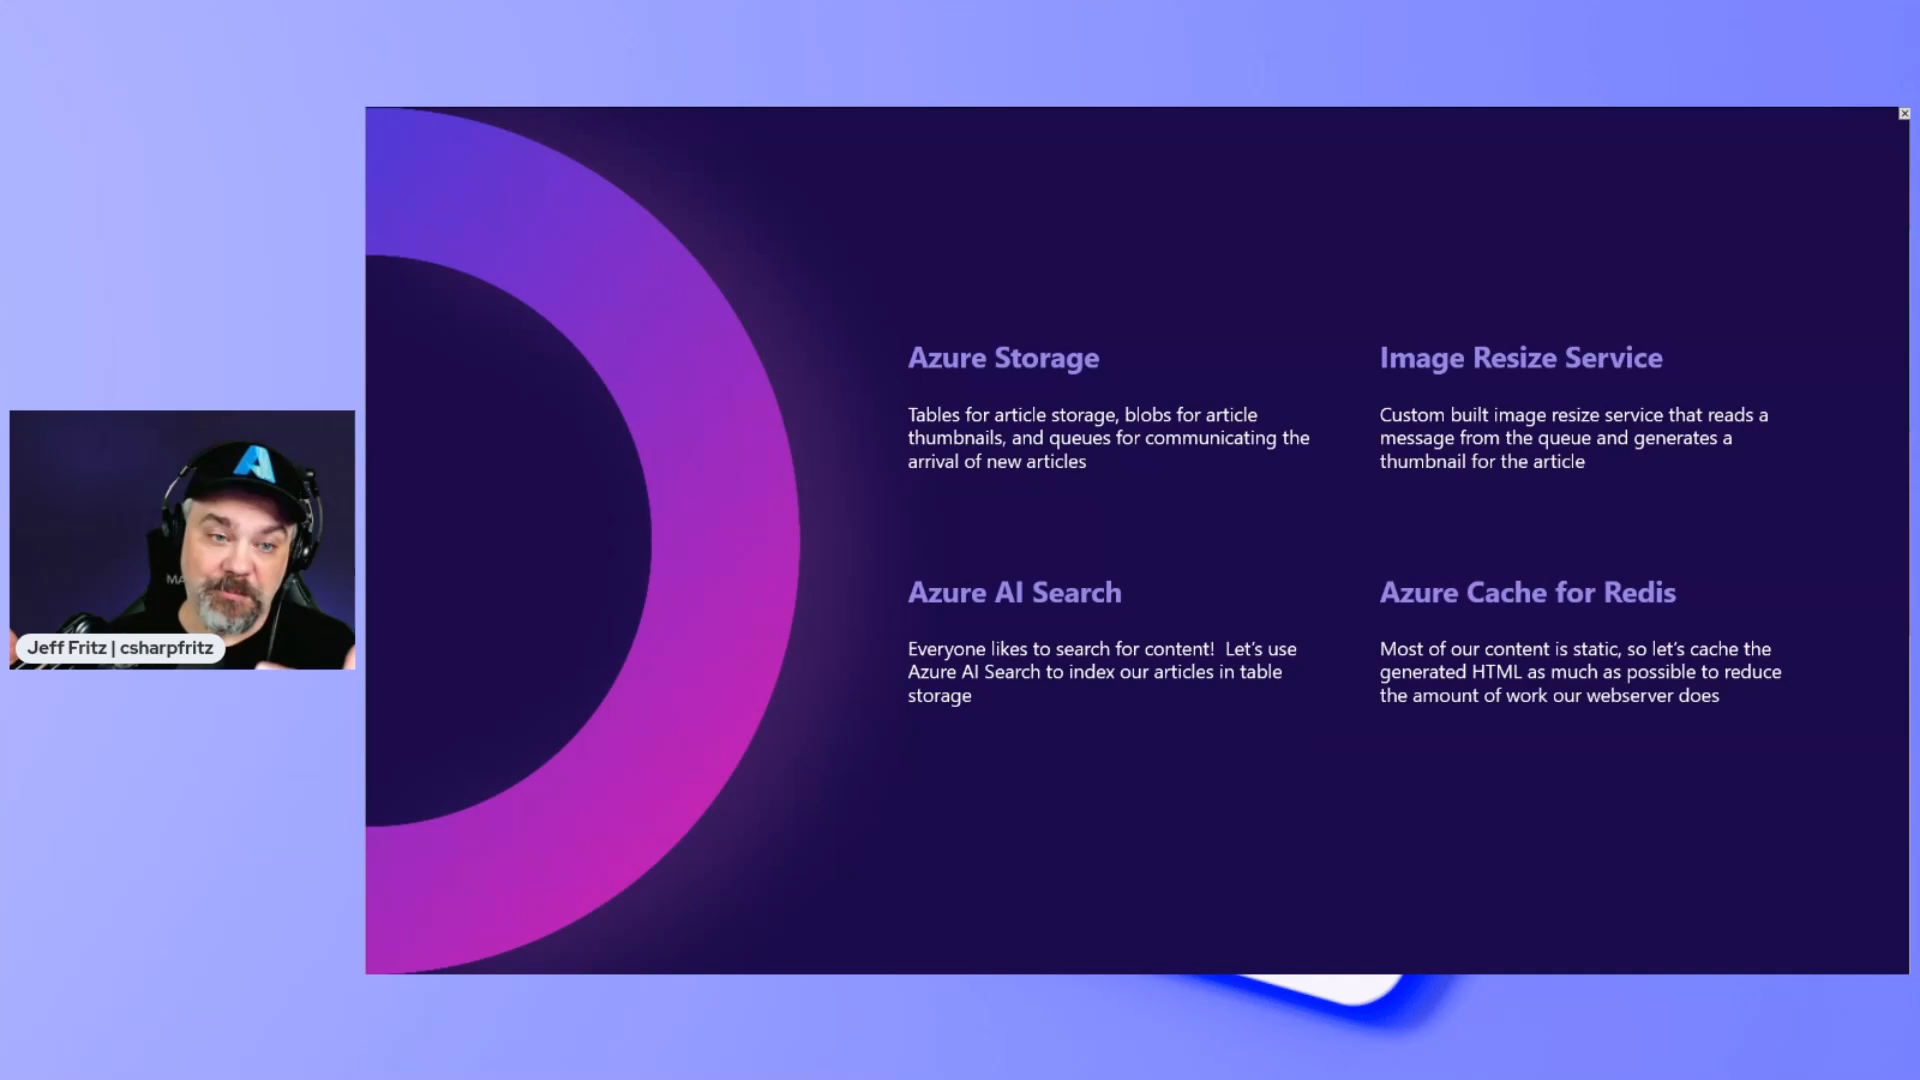 Azure Storage
Tables for article storage, blobs for article
thumbnails, and queues for communicating the
arrival of new articles
Image Resize Service
Custom built image resize service that reads a
message from the queue and generates a
thumbnail for the article
Azure AI Search
Everyone likes to search for content!  Let's use
Azure AI Search to index our articles in table
storage
Azure Cache for Redis
Most of our content is static, so let's cache the
generated HTML as much as possible to reduce
the amount of work our webserver does
Jeff Fritz | csharpfritz